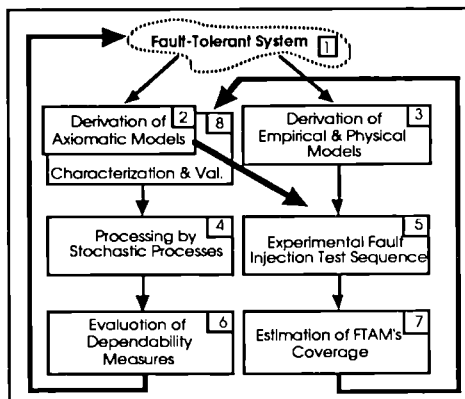 Fault-Tolerant System 1
Derivation of 2
Axiomatic Models
8
Characterization & Val.
Derivation of 3
Empirical & Physical
Models
Processing by 4
Stochastic Processes
Experimental Fault 5
Injection Test Sequence
Evaluation of 6
Dependability
Measures
Estimation of FTAM's 7
Coverage